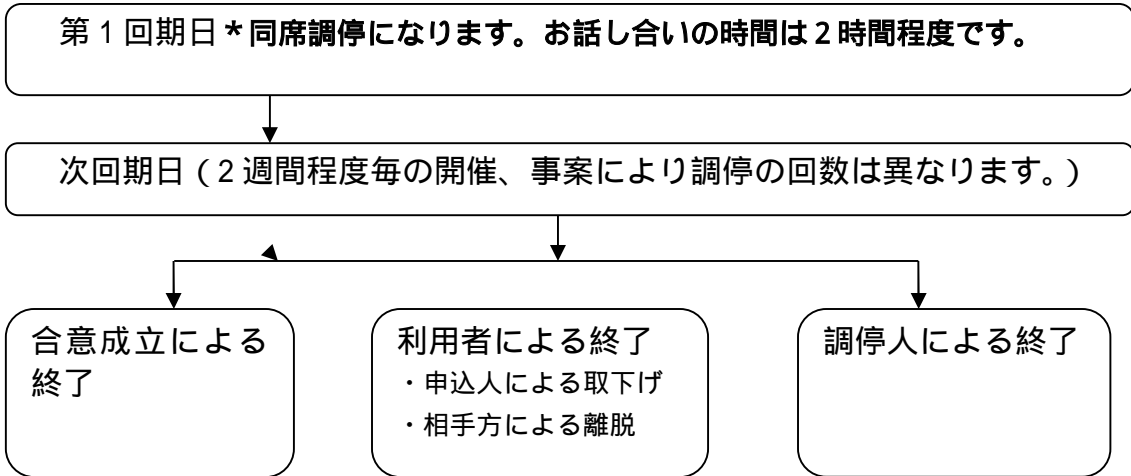 第1回期日＊同席調停になります。お話し合いの時間は2時間程度です。
次回期日（2週間程度毎の開催、事案により調停の回数は異なります。）
合意成立による
終了
利用者による終了
・申込人による取下げ
・相手方による離脱
調停人による終了